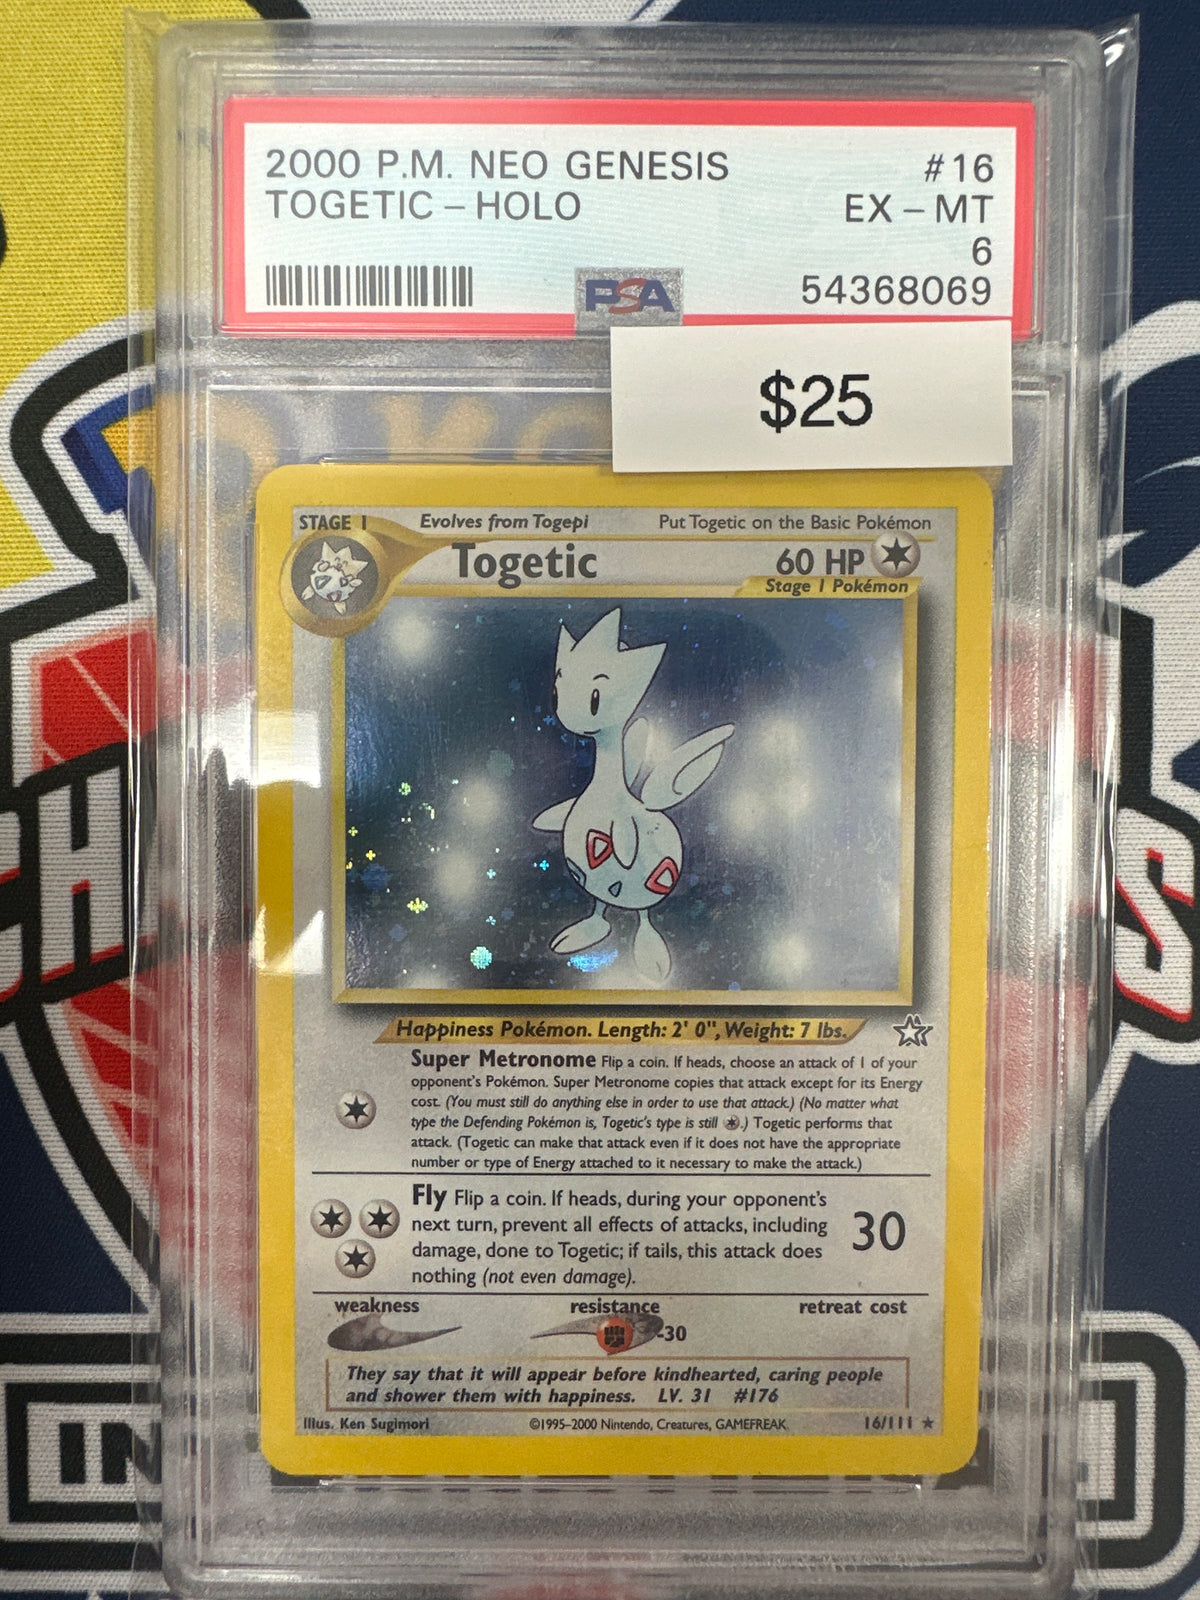 2000 P.M. NEO GENESIS #16
TOGETIC - HOLO EX - MT
6
PSA 54368069
$25
STAGE 1 Evolves from Togepi Put Togetic on the Basic Pokémon
Togetic 60 HP
Stage 1 Pokémon
Happiness Pokémon. Length: 2' 0", Weight: 7 lbs.
Super Metronome Flip a coin. If heads, choose an attack of 1 of your
opponent's Pokémon. Super Metronome copies that attack except for its Energy
cost. (You must still do anything else in order to use that attack.) (No matter what
type the Defending Pokémon is, Togetic's type is still .) Togetic performs that
attack. (Togetic can make that attack even if it does not have the appropriate
number or type of Energy attached to it necessary to make the attack.)
Fly Flip a coin. If heads, during your opponent's
next turn, prevent all effects of attacks, including 30
damage, done to Togetic; if tails, this attack does
nothing (not even damage).
weakness resistance retreat cost
-30
They say that it will appear before kindhearted, caring people
and shower them with happiness. LV. 31 #176
Illus. Ken Sugimori ©1995-2000 Nintendo, Creatures, GAMEFREAK. 16/111 ★